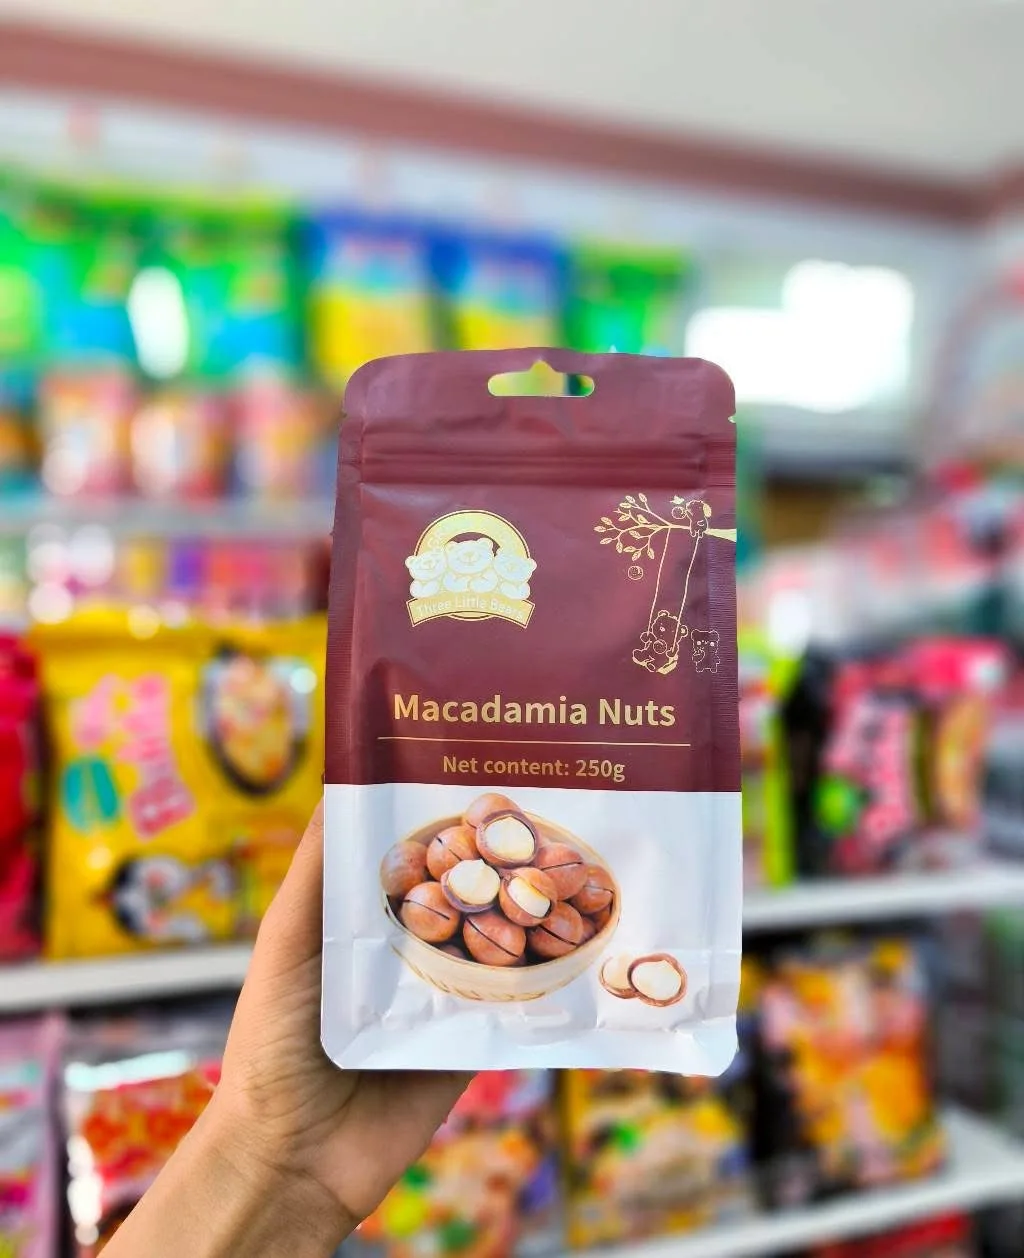 Three Little Bears
Macadamia Nuts
Net content: 250g